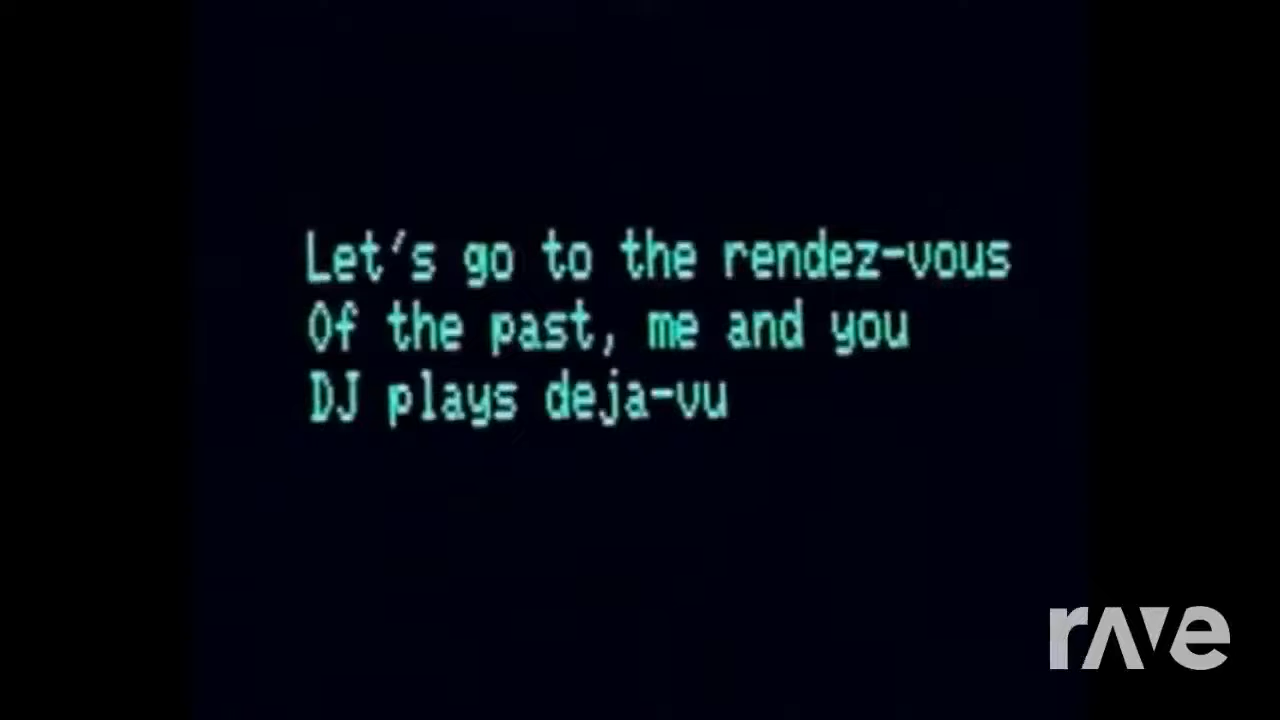 Let's go to the rendez-vous
Of the past, me and you
DJ plays deja-vu
rave